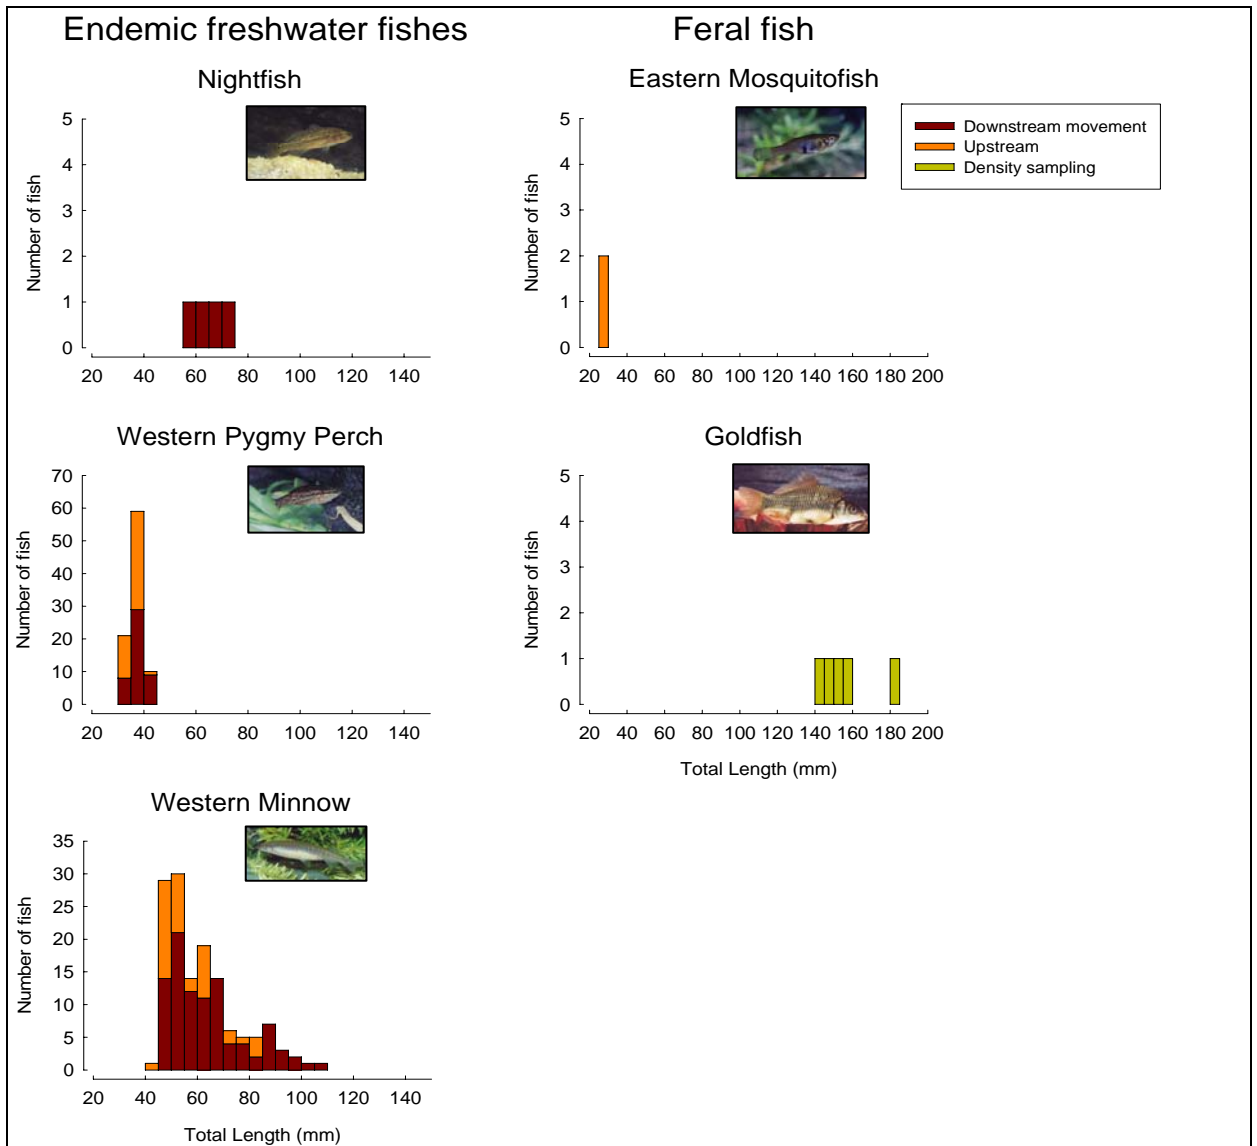 Endemic freshwater fishes
Feral fish
Nightfish
Number of fish
5
4
3
2
1
0
20 40 60 80 100 120 140
Eastern Mosquitofish
Number of fish
5
4
3
2
1
0
20 40 60 80 100 120 140 160 180 200
Downstream movement
Upstream
Density sampling
Western Pygmy Perch
Number of fish
70
60
50
40
30
20
10
0
20 40 60 80 100 120 140
Goldfish
Number of fish
5
4
3
2
1
0
20 40 60 80 100 120 140 160 180 200
Total Length (mm)
Western Minnow
Number of fish
35
30
25
20
15
10
5
0
20 40 60 80 100 120 140
Total Length (mm)